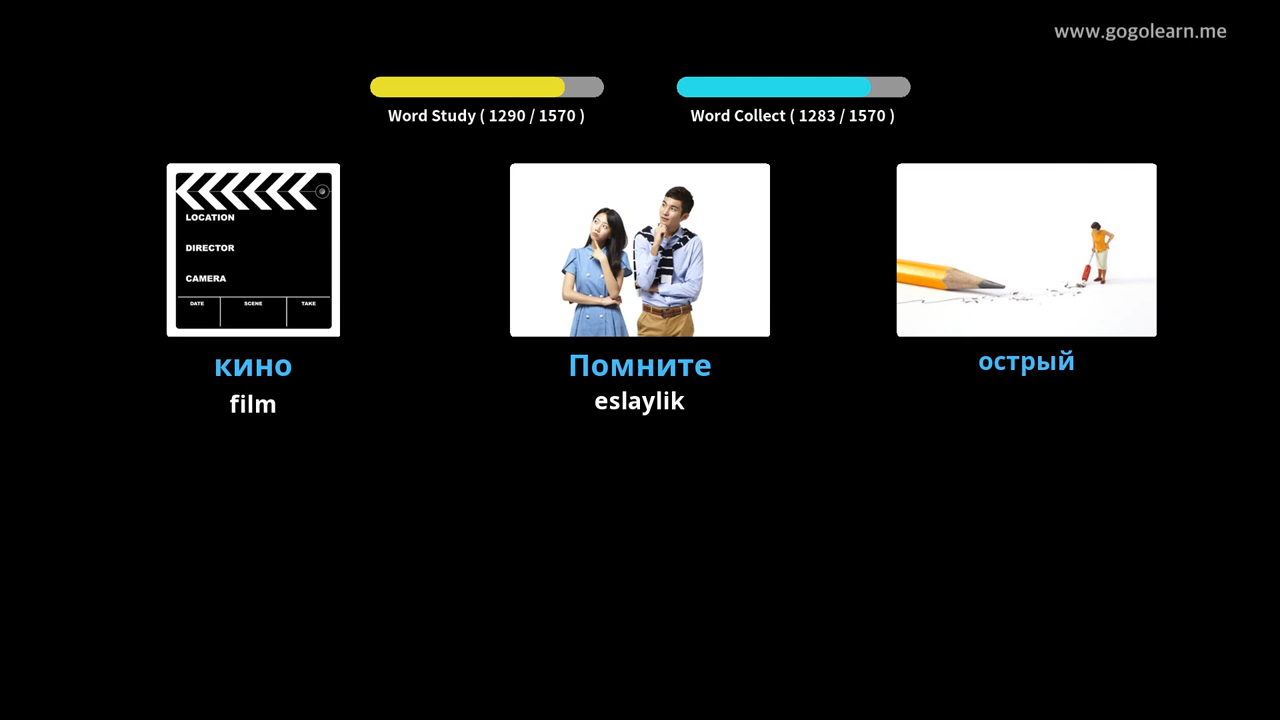 www.gogolearn.me
Word Study ( 1290 / 1570 )
Word Collect ( 1283 / 1570 )
LOCATION
DIRECTOR
CAMERA
DATE SCENE TAKE
кино
film
Помните
eslaylik
острый